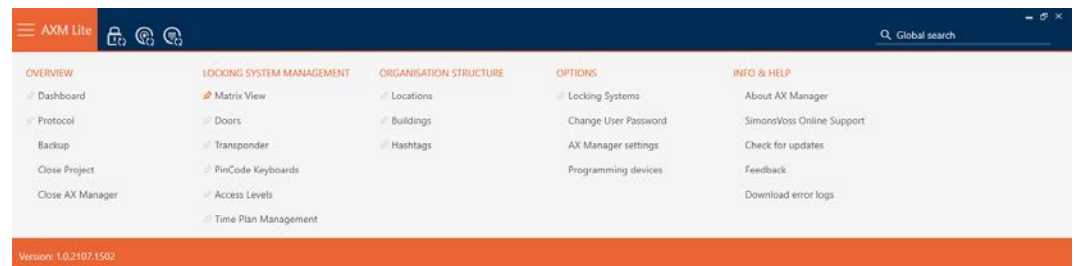 AXM Lite
Global search
OVERVIEW
Dashboard
Protocol
Backup
Close Project
Close AX Manager
LOCKING SYSTEM MANAGEMENT
Matrix View
Doors
Transponder
PinCode Keyboards
Access Levels
Time Plan Management
ORGANISATION STRUCTURE
Locations
Buildings
Hashtags
OPTIONS
Locking Systems
Change User Password
AX Manager settings
Programming devices
INFO & HELP
About AX Manager
SimonsVoss Online Support
Check for updates
Feedback
Download error logs
Version: 1.0.2107.1502